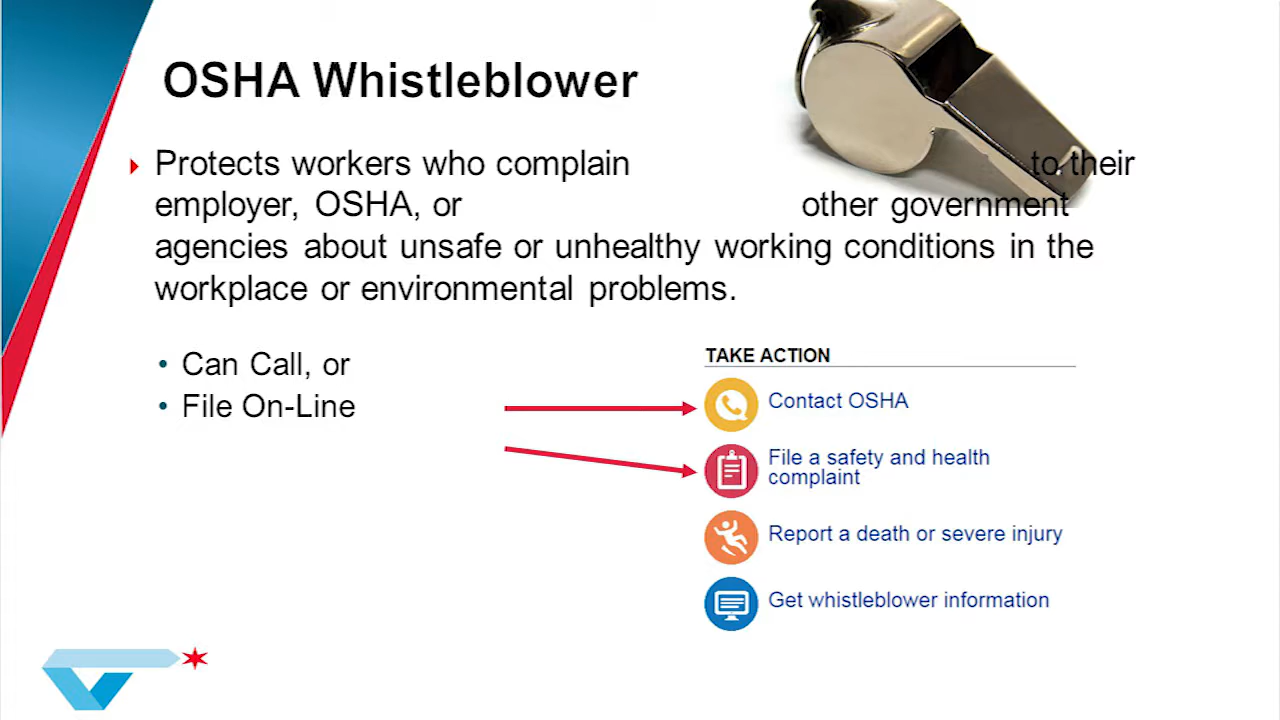 OSHA Whistleblower
Protects workers who complain to their
employer, OSHA, or other government
agencies about unsafe or unhealthy working conditions in the
workplace or environmental problems.
• Can Call, or
• File On-Line
TAKE ACTION
Contact OSHA
File a safety and health
complaint
Report a death or severe injury
Get whistleblower information